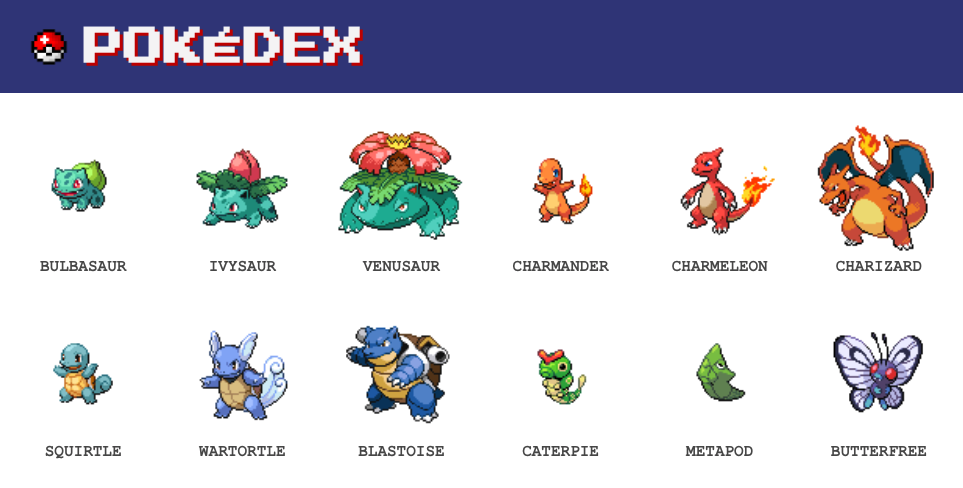 POKéDEX
BULBASAUR IVYSAUR VENUSAUR CHARMANDER CHARMELEON CHARIZARD
SQUIRTLE WARTORTLE BLASTOISE CATERPIE METAPOD BUTTERFREE